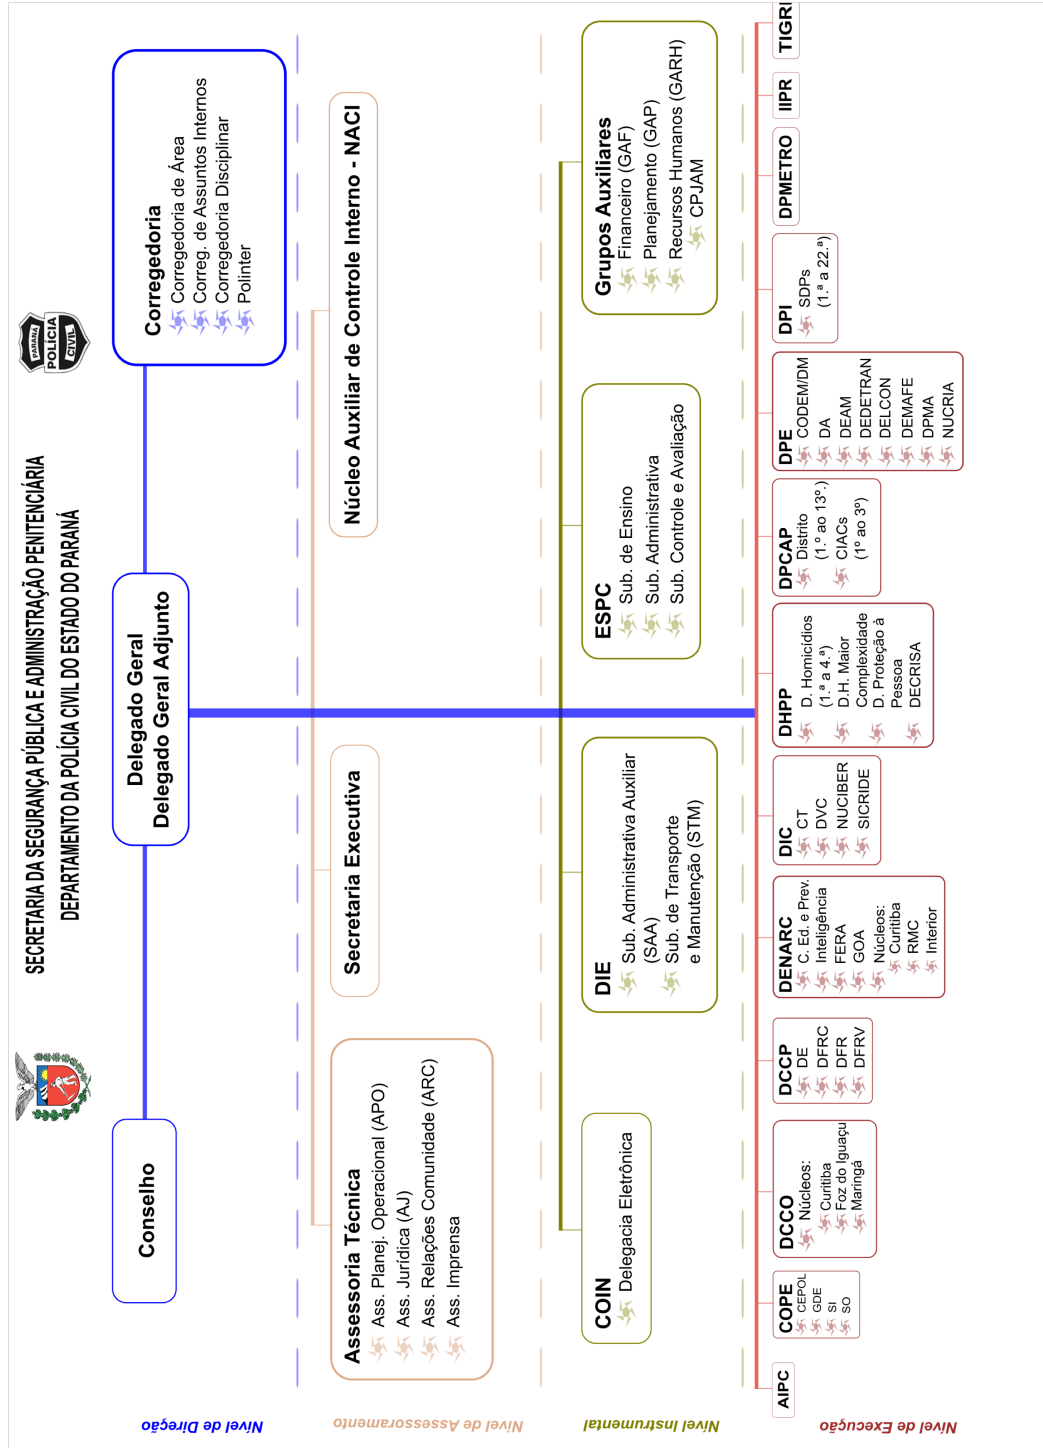 SECRETARIA DA SEGURANÇA PÚBLICA E ADMINISTRAÇÃO PENITENCIÁRIA
DEPARTAMENTO DA POLÍCIA CIVIL DO ESTADO DO PARANÁ
PARANÁ
POLÍCIA
CIVIL
Nível de Direção
Conselho
Delegado Geral
Delegado Geral Adjunto
Corregedoria
Corregedoria de Área
Correg. de Assuntos Internos
Corregedoria Disciplinar
Polinter
Nível de Assessoramento
Assessoria Técnica
Ass. Planej. Operacional (APO)
Ass. Jurídica (AJ)
Ass. Relações Comunidade (ARC)
Ass. Imprensa
Secretaria Executiva
Núcleo Auxiliar de Controle Interno - NACI
Nível Instrumental
COIN
Delegacia Eletrônica
DIE
Sub. Administrativa Auxiliar
(SAA)
Sub. de Transporte
e Manutenção (STM)
ESPC
Sub. de Ensino
Sub. Administrativa
Sub. Controle e Avaliação
Grupos Auxiliares
Financeiro (GAF)
Planejamento (GAP)
Recursos Humanos (GARH)
CPJAM
Nível de Execução
AIPC
COPE
CEPOL
GDE
SI
SO
DCCO
Núcleos:
Curitiba
Foz do Iguaçu
Maringá
DCCP
DE
DFRC
DFR
DFRV
DENARC
C. Ed. e Prev.
Inteligência
FERA
GOA
Núcleos:
Curitiba
RMC
Interior
DIC
CT
DVC
NUCIBER
SICRIDE
DHPP
D. Homicídios
(1.ª a 4.ª)
D.H. Maior
Complexidade
D. Proteção à
Pessoa
DECRISA
DPCAP
Distrito
(1.º ao 13º.)
CIACs
(1º ao 3º)
DPE
CODEM/DM
DA
DEAM
DEDETRAN
DELCON
DEMAFE
DPMA
NUCRIA
DPI
SDPs
(1.ª a 22.ª)
DPMETRO
IIPR
TIGRE